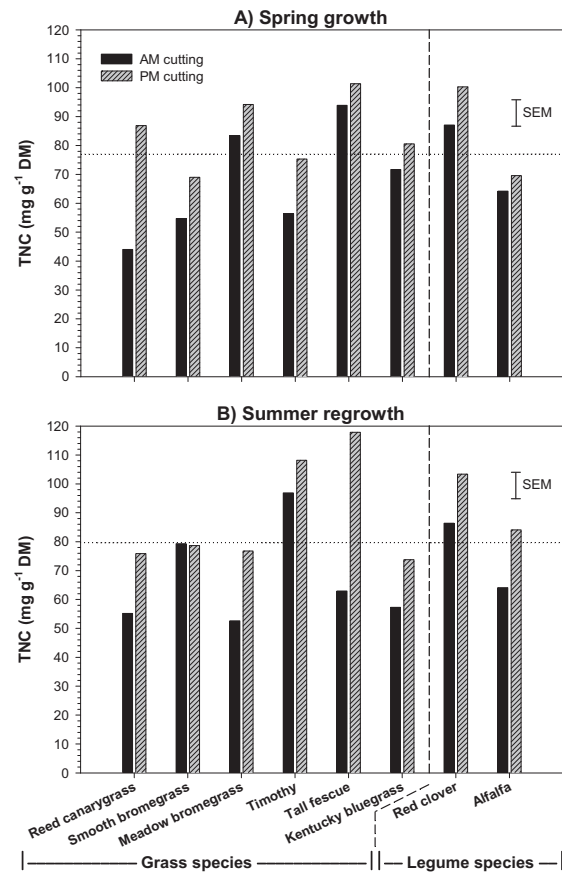 A) Spring growth
AM cutting
PM cutting
SEM
TNC (mg g⁻¹ DM)
120
110
100
90
80
70
60
50
40
30
20
10
0
B) Summer regrowth
SEM
TNC (mg g⁻¹ DM)
120
110
100
90
80
70
60
50
40
30
20
10
0
Reed canarygrass
Smooth bromegrass
Meadow bromegrass
Timothy
Tall fescue
Kentucky bluegrass
Red clover
Alfalfa
Grass species
Legume species